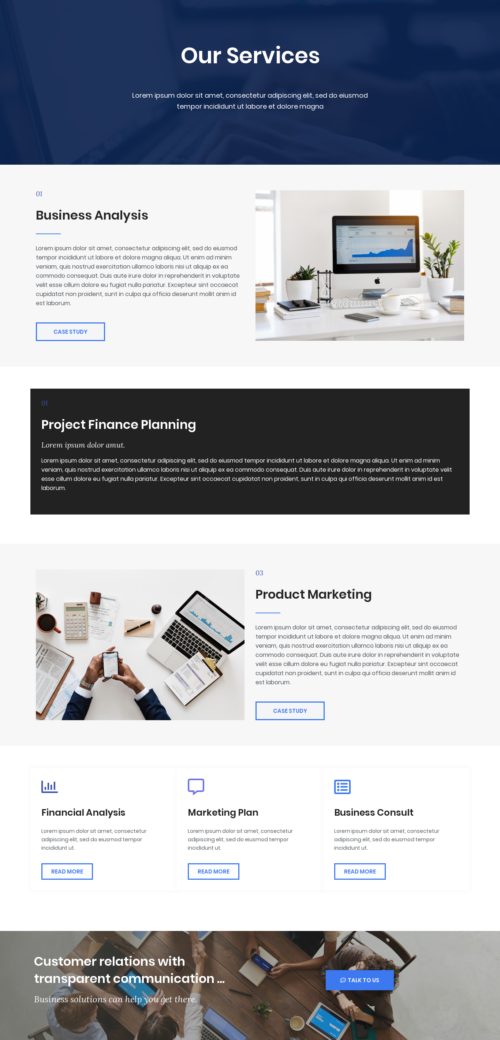 Our Services
Lorem ipsum dolor sit amet, consectetur adipiscing elit, sed do eiusmod
tempor incididunt ut labore et dolore magna
01
Business Analysis
Lorem ipsum dolor sit amet, consectetur adipiscing elit, sed do eiusmod
tempor incididunt ut labore et dolore magna aliqua. Ut enim ad minim
veniam, quis nostrud exercitation ullamco laboris nisi ut aliquip ex ea
commodo consequat. Duis aute irure dolor in reprehenderit in voluptate
velit esse cillum dolore eu fugiat nulla pariatur. Excepteur sint occaecat
cupidatat non proident, sunt in culpa qui officia deserunt mollit anim id
est laborum.
CASE STUDY
01
Project Finance Planning
Lorem ipsum dolor amut.
Lorem ipsum dolor sit amet, consectetur adipiscing elit, sed do eiusmod tempor incididunt ut labore et dolore magna aliqua. Ut enim ad minim
veniam, quis nostrud exercitation ullamco laboris nisi ut aliquip ex ea commodo consequat. Duis aute irure dolor in reprehenderit in voluptate velit
esse cillum dolore eu fugiat nulla pariatur. Excepteur sint occaecat cupidatat non proident, sunt in culpa qui officia deserunt mollit anim id est
laborum.
03
Product Marketing
Lorem ipsum dolor sit amet, consectetur adipiscing elit, sed do eiusmod
tempor incididunt ut labore et dolore magna aliqua. Ut enim ad minim
veniam, quis nostrud exercitation ullamco laboris nisi ut aliquip ex ea
commodo consequat. Duis aute irure dolor in reprehenderit in voluptate
velit esse cillum dolore eu fugiat nulla pariatur. Excepteur sint occaecat
cupidatat non proident, sunt in culpa qui officia deserunt mollit anim id
est laborum.
CASE STUDY
Financial Analysis
Lorem ipsum dolor sit amet, consectetur
adipiscing elit, sed do eiusmod tempor
incididunt ut.
READ MORE
Marketing Plan
Lorem ipsum dolor sit amet, consectetur
adipiscing elit, sed do eiusmod tempor
incididunt ut.
READ MORE
Business Consult
Lorem ipsum dolor sit amet, consectetur
adipiscing elit, sed do eiusmod tempor
incididunt ut.
READ MORE
Customer relations with
transparent communication ...
Business solutions can help you get there.
TALK TO US